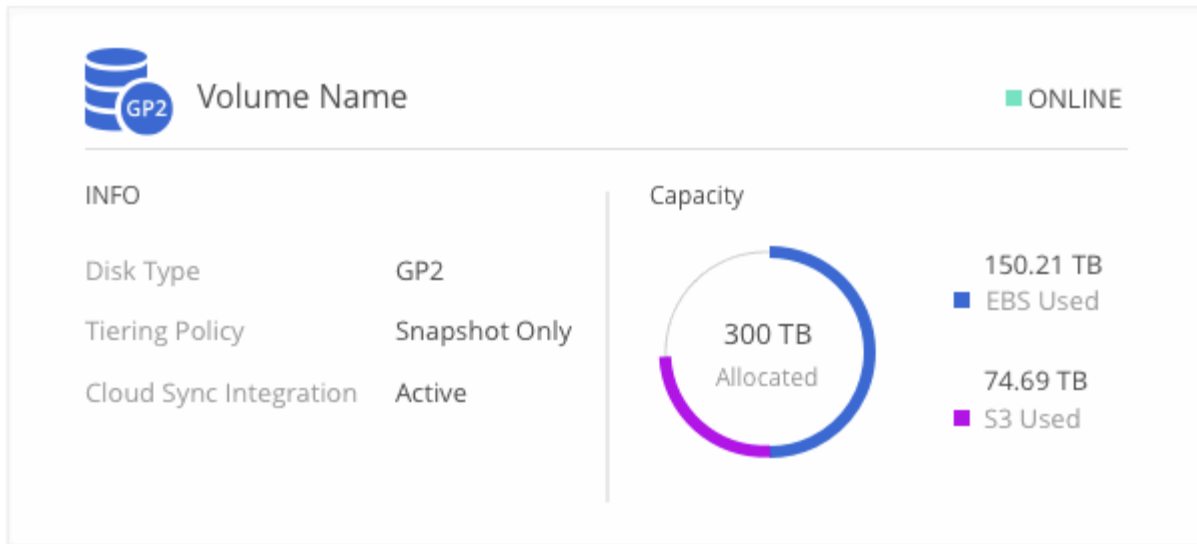 GP2
Volume Name
ONLINE
INFO
Disk Type GP2
Tiering Policy Snapshot Only
Cloud Sync Integration Active
Capacity
300 TB
Allocated
150.21 TB
EBS Used
74.69 TB
S3 Used